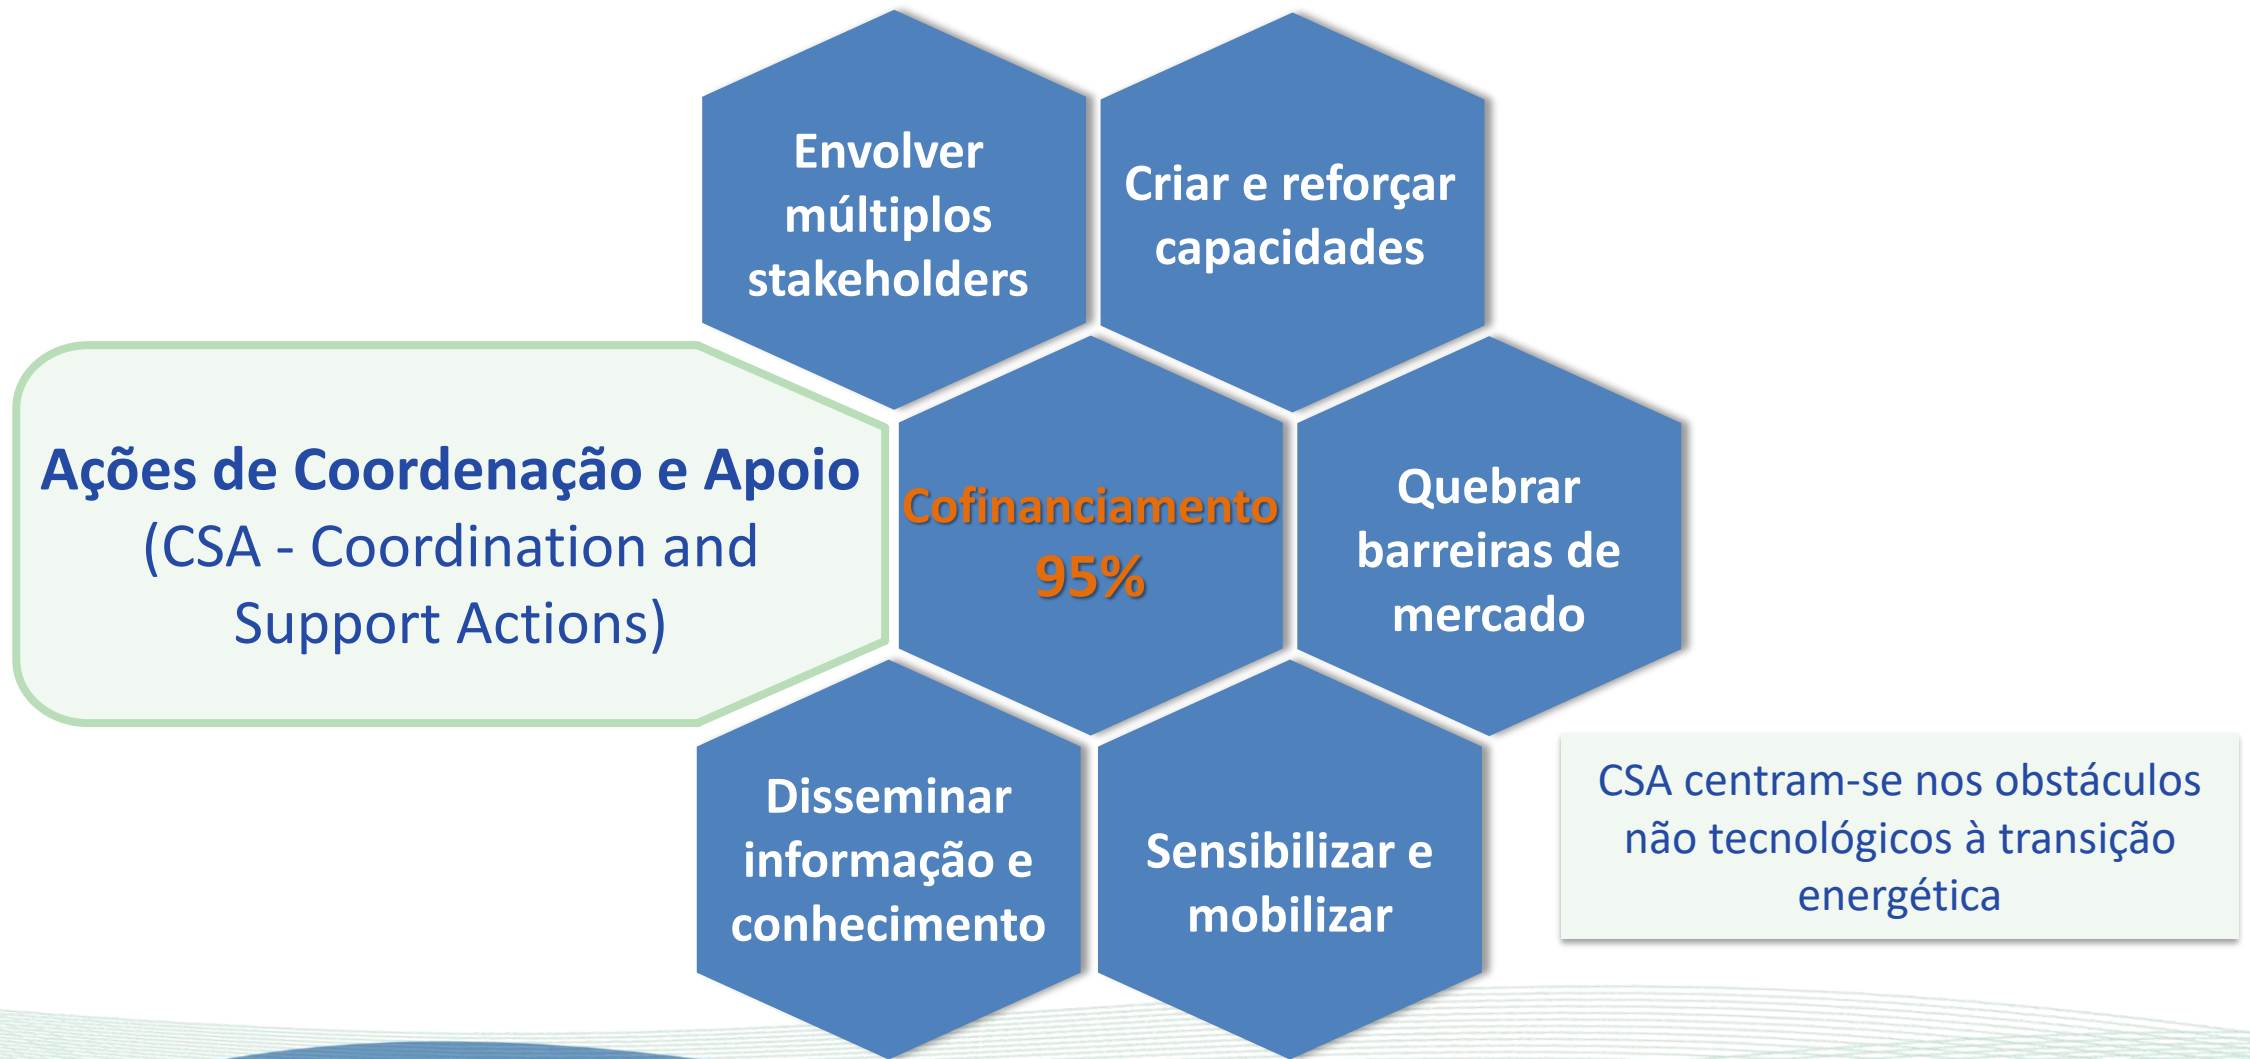 Envolver
múltiplos
stakeholders
Criar e reforçar
capacidades
Ações de Coordenação e Apoio
(CSA - Coordination and
Support Actions)
Cofinanciamento
95%
Quebrar
barreiras de
mercado
Disseminar
informação e
conhecimento
Sensibilizar e
mobilizar
CSA centram-se nos obstáculos
não tecnológicos à transição
energética